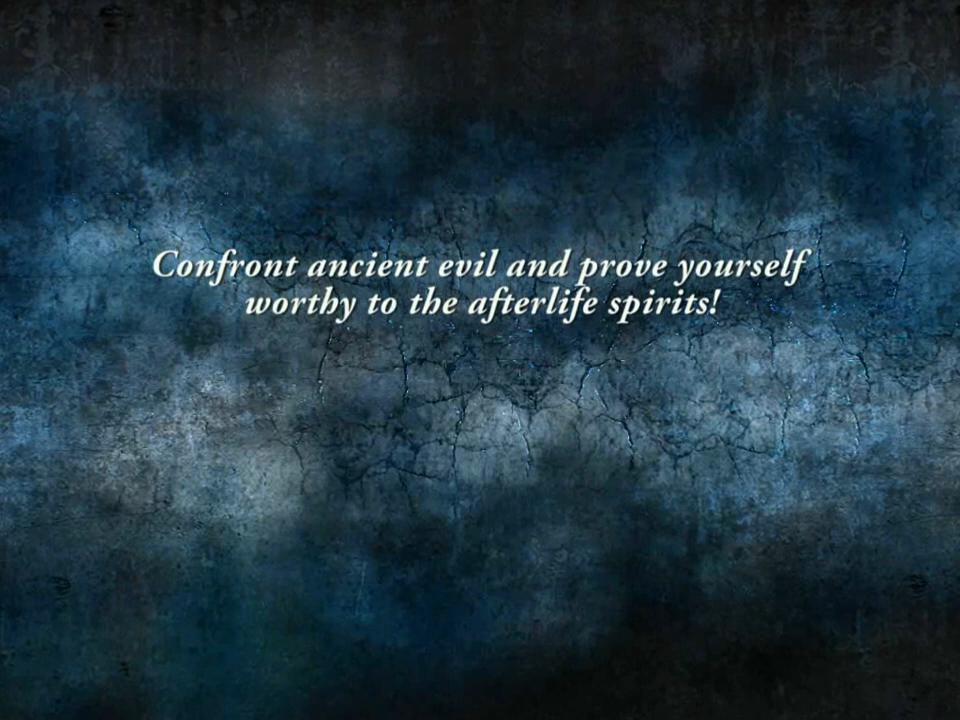 Confront ancient evil and prove yourself
worthy to the afterlife spirits!